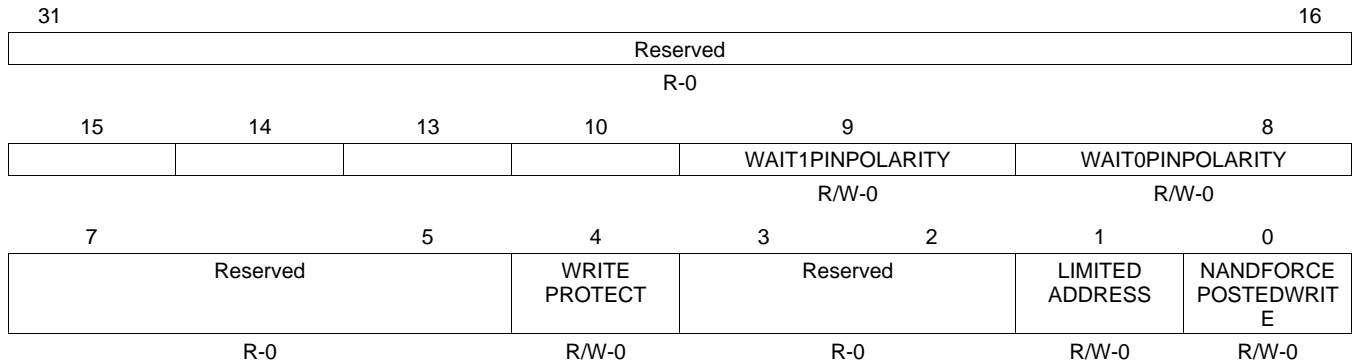 31 16
Reserved
R-0
15 14 13 10 9 8
WAIT1PINPOLARITY WAIT0PINPOLARITY
R/W-0 R/W-0
7 5 4 3 2 1 0
Reserved WRITE Reserved LIMITED NANDFORCE
PROTECT ADDRESS POSTEDWRIT
E
R-0 R/W-0 R-0 R/W-0 R/W-0